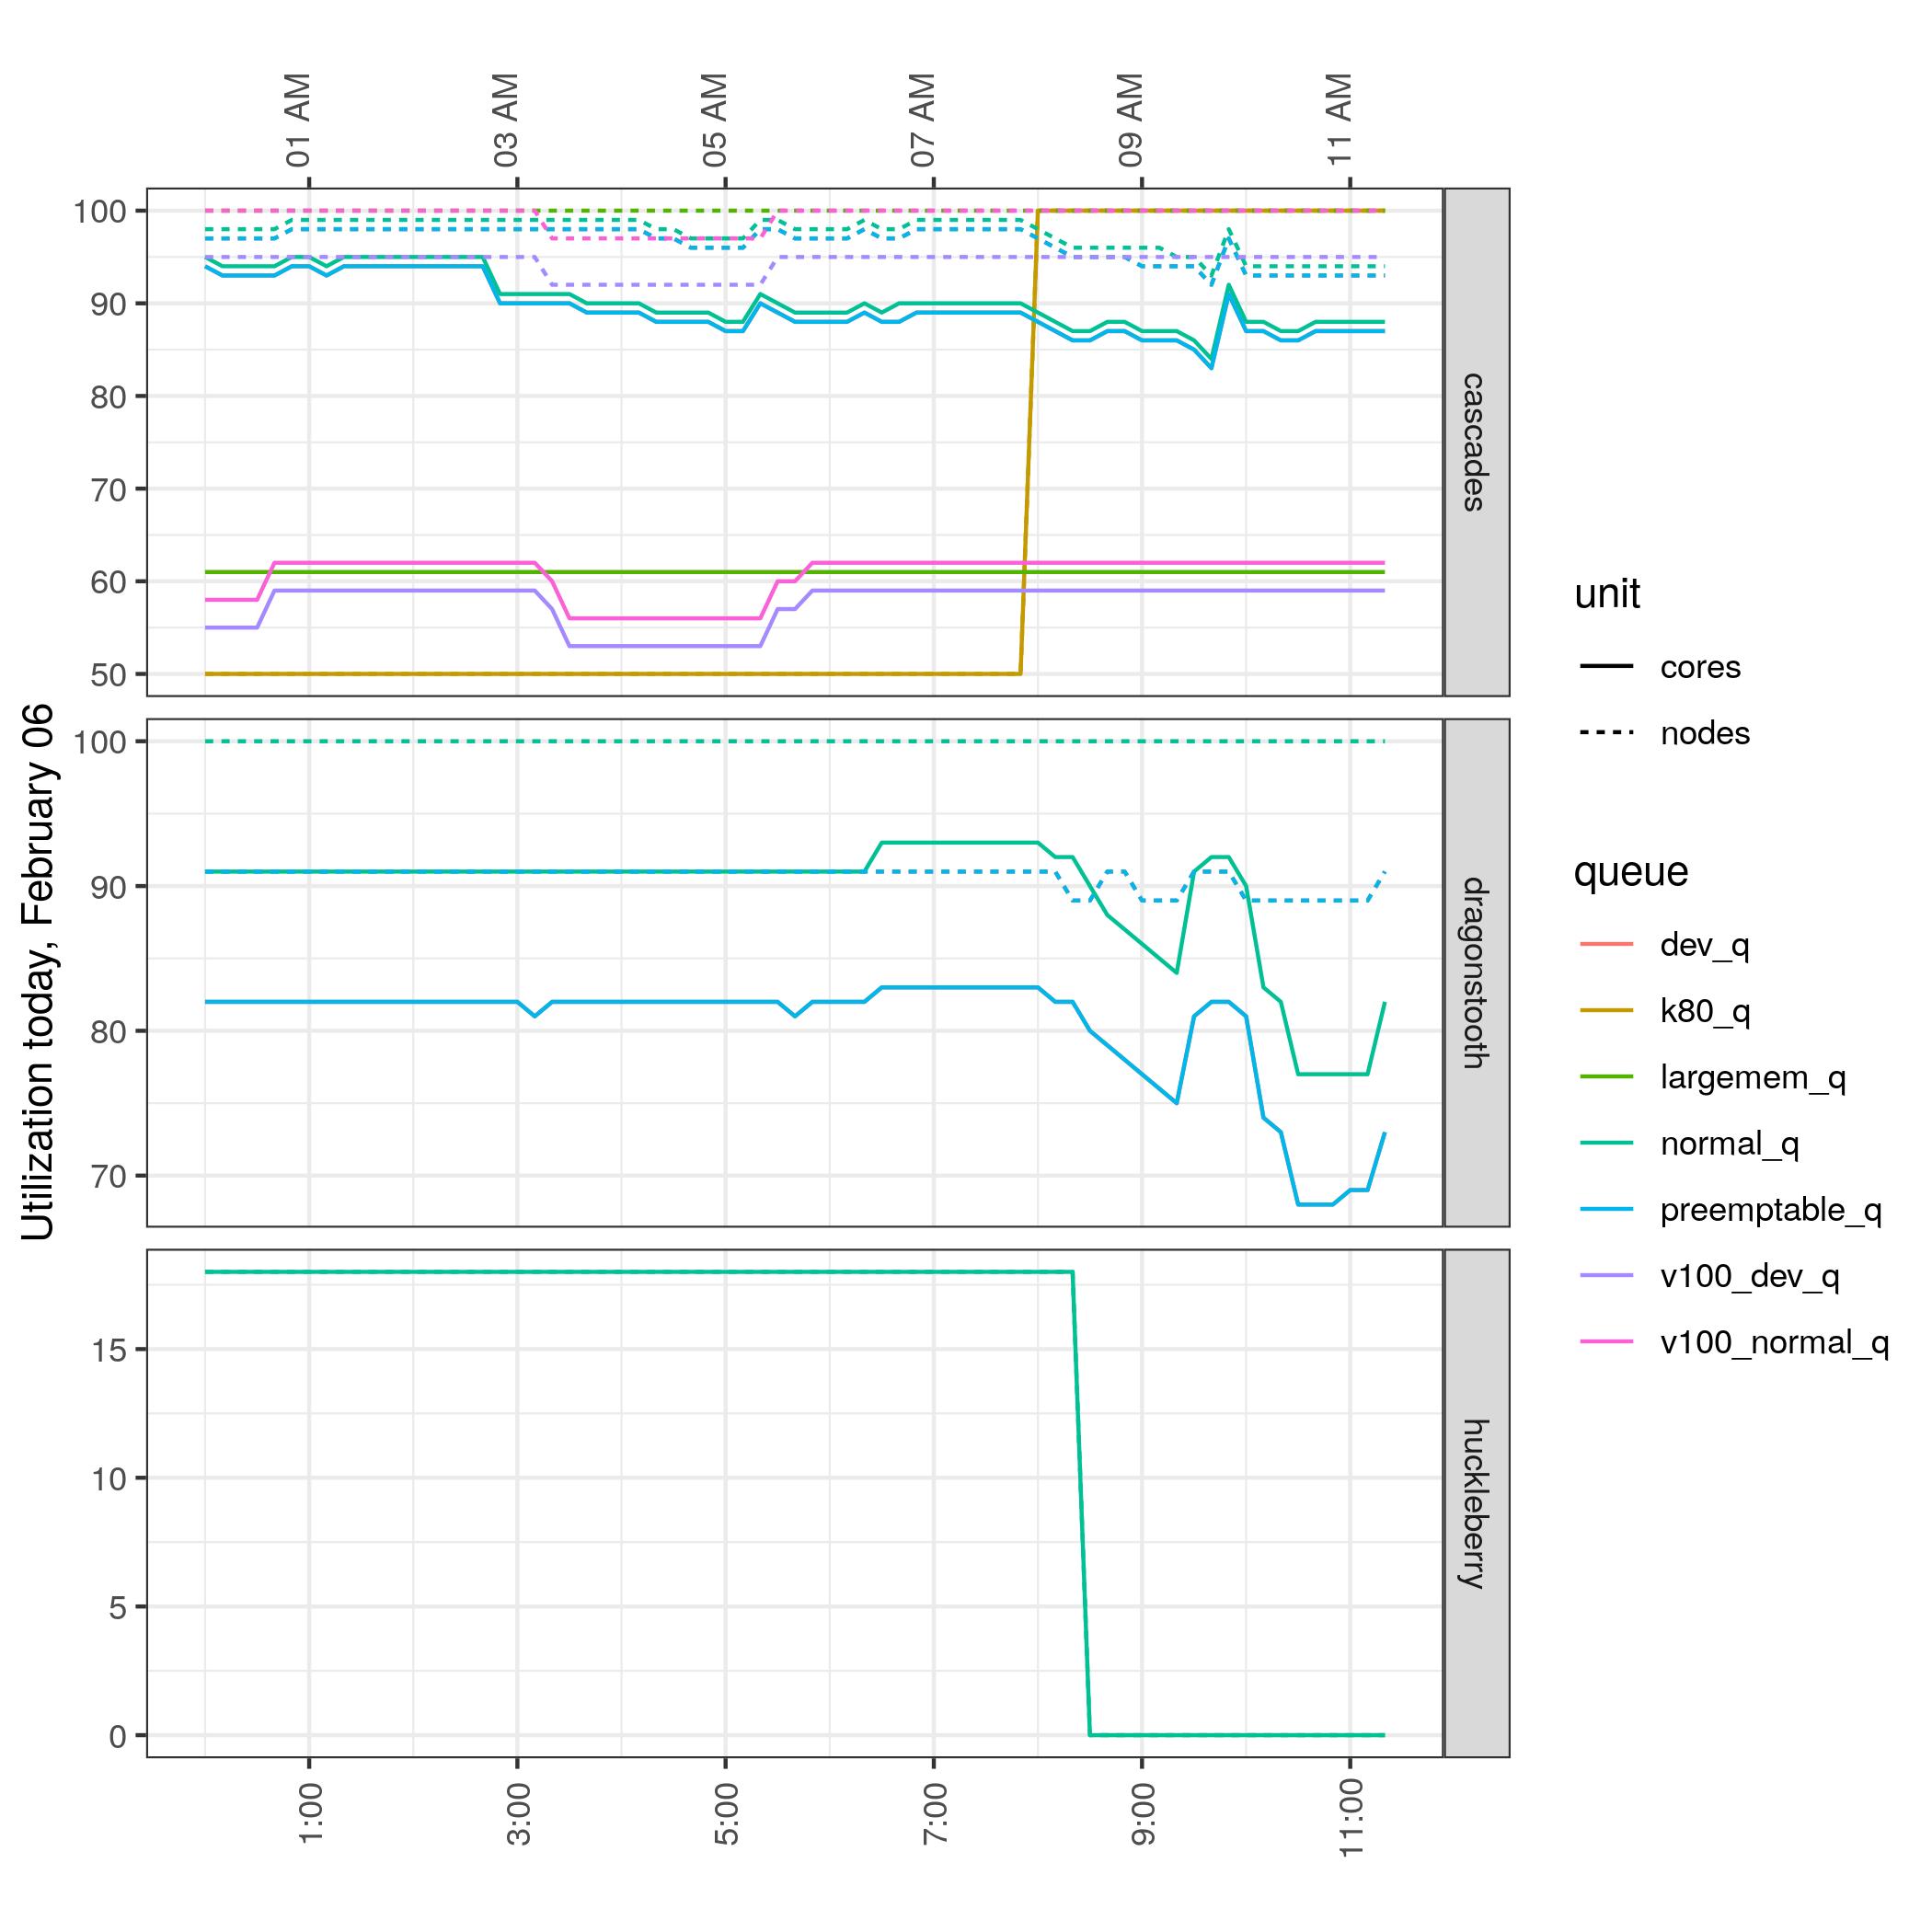 01 AM
03 AM
05 AM
07 AM
09 AM
11 AM
Utilization today, February 06
100
90
80
70
60
50
cascades
100
90
80
70
dragonstooth
15
10
5
0
huckleberry
1:00
3:00
5:00
7:00
9:00
11:00
unit
cores
nodes
queue
dev_q
k80_q
largemem_q
normal_q
preemptable_q
v100_dev_q
v100_normal_q